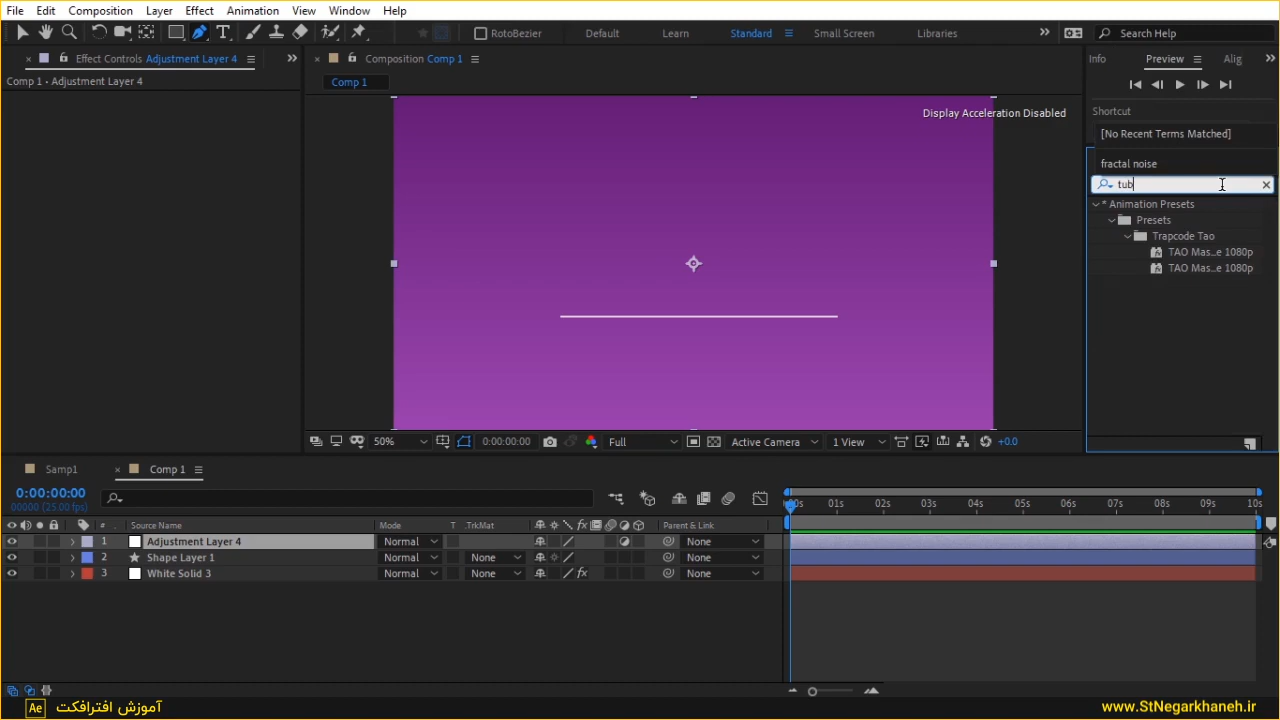 File Edit Composition Layer Effect Animation View Window Help
RotoBezier Default Learn Standard Small Screen Libraries Search Help
Effect Controls Adjustment Layer 4
Composition Comp 1
Info Preview Alig
Comp 1 • Adjustment Layer 4
Comp 1
Display Acceleration Disabled
Shortcut
[No Recent Terms Matched]
fractal noise
tub
* Animation Presets
Presets
Trapcode Tao
TAO Mas...e 1080p
TAO Mas...e 1080p
50% 0:00:00:00 Full Active Camera 1 View +0.0
Samp1 Comp 1
0:00:00:00
00000 (25.00 fps)
:00s 01s 02s 03s 04s 05s 06s 07s 08s 09s 10s
# Source Name Mode T .TrkMat fx Parent & Link
1 Adjustment Layer 4 Normal None
2 Shape Layer 1 Normal None None
3 White Solid 3 Normal None fx None
Ae آموزش افترافکت
www.StNegarkhaneh.ir